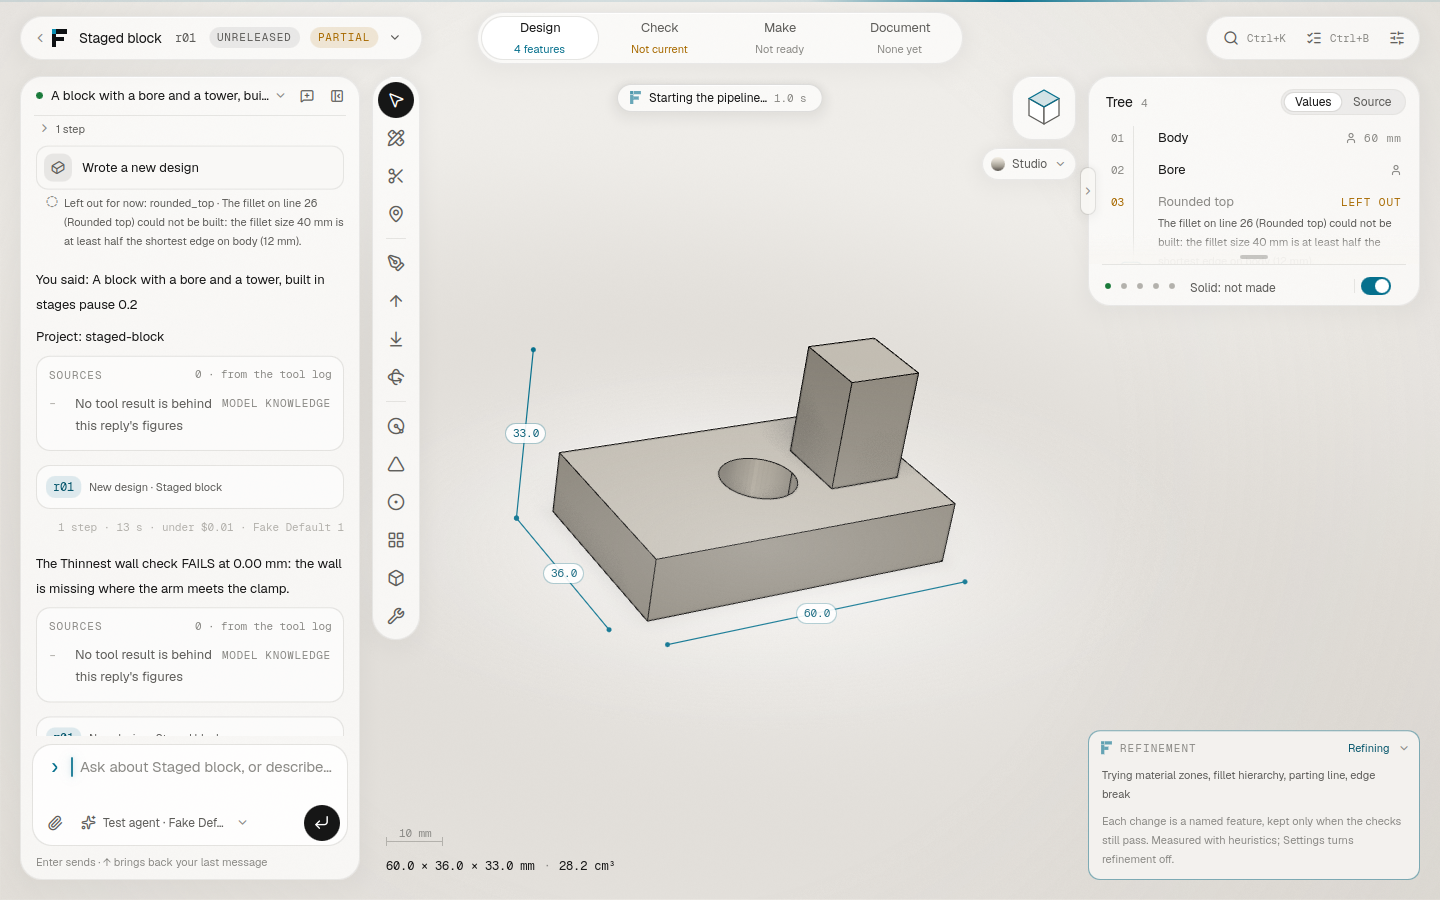 Staged block r01 UNRELEASED PARTIAL
Design
4 features
Check
Not current
Make
Not ready
Document
None yet
Ctrl+K
Ctrl+B
A block with a bore and a tower, bui...
1 step
Wrote a new design
Left out for now: rounded_top · The fillet on line 26
(Rounded top) could not be built: the fillet size 40 mm is
at least half the shortest edge on body (12 mm).
You said: A block with a bore and a tower, built in
stages pause 0.2
Project: staged-block
SOURCES 0 · from the tool log
– No tool result is behind MODEL KNOWLEDGE
this reply's figures
r01 New design · Staged block
1 step · 13 s · under $0.01 · Fake Default 1
The Thinnest wall check FAILS at 0.00 mm: the wall
is missing where the arm meets the clamp.
SOURCES 0 · from the tool log
– No tool result is behind MODEL KNOWLEDGE
this reply's figures
Ask about Staged block, or describe...
Test agent · Fake Def...
Enter sends · ↑ brings back your last message
Starting the pipeline... 1.0 s
Studio
33.0
36.0
60.0
10 mm
60.0 × 36.0 × 33.0 mm · 28.2 cm³
Tree 4
Values Source
01 Body 60 mm
02 Bore
03 Rounded top LEFT OUT
The fillet on line 26 (Rounded top) could not be
built: the fillet size 40 mm is at least half the
Solid: not made
REFINEMENT Refining
Trying material zones, fillet hierarchy, parting line, edge
break
Each change is a named feature, kept only when the checks
still pass. Measured with heuristics; Settings turns
refinement off.